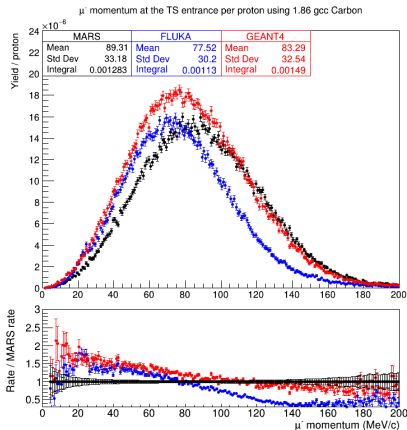 μ⁻ momentum at the TS entrance per proton using 1.86 gcc Carbon
×10⁻⁶
Yield / proton
24
22
20
18
16
14
12
10
8
6
4
2
0
MARS FLUKA GEANT4
Mean 89.31 Mean 77.52 Mean 83.29
Std Dev 33.18 Std Dev 30.2 Std Dev 32.54
Integral 0.001283 Integral 0.00113 Integral 0.00149
0 20 40 60 80 100 120 140 160 180 200
Rate / MARS rate
3
2.5
2
1.5
1
0.5
0 20 40 60 80 100 120 140 160 180 200
μ⁻ momentum (MeV/c)